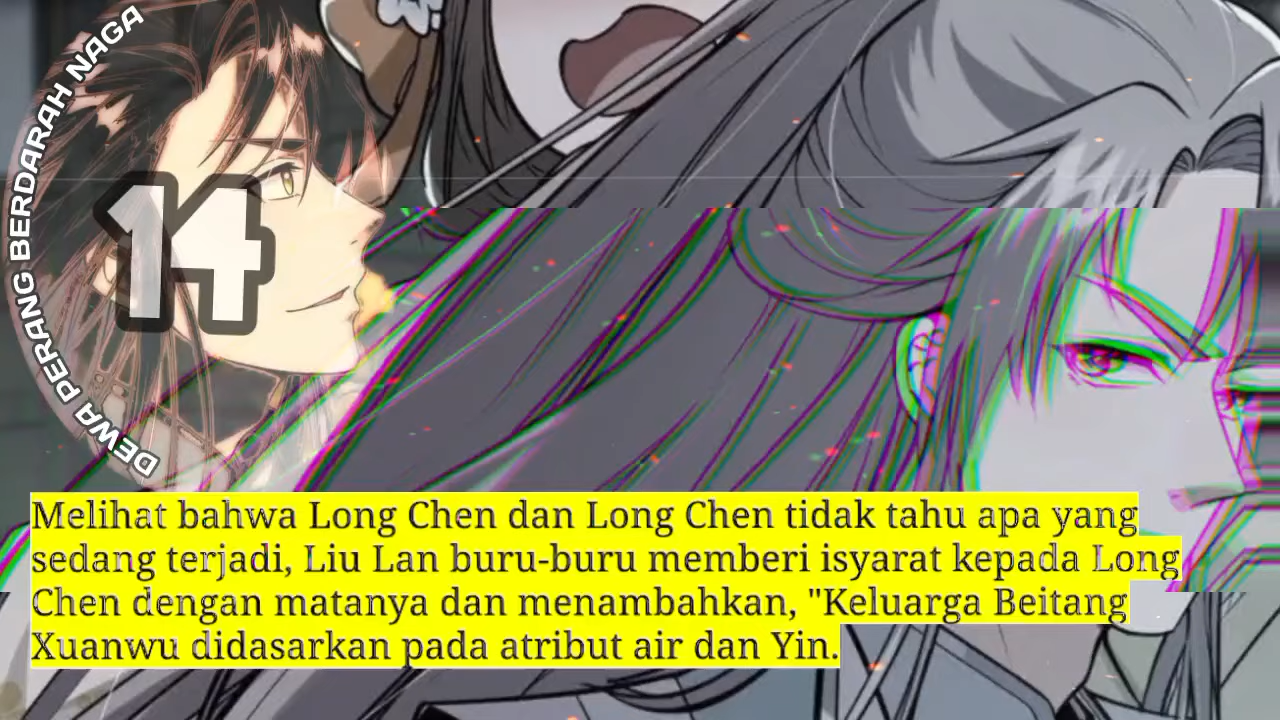 DEWA PERANG BERDARAH NAGA
14
Melihat bahwa Long Chen dan Long Chen tidak tahu apa yang
sedang terjadi, Liu Lan buru-buru memberi isyarat kepada Long
Chen dengan matanya dan menambahkan, "Keluarga Beitang
Xuanwu didasarkan pada atribut air dan Yin.